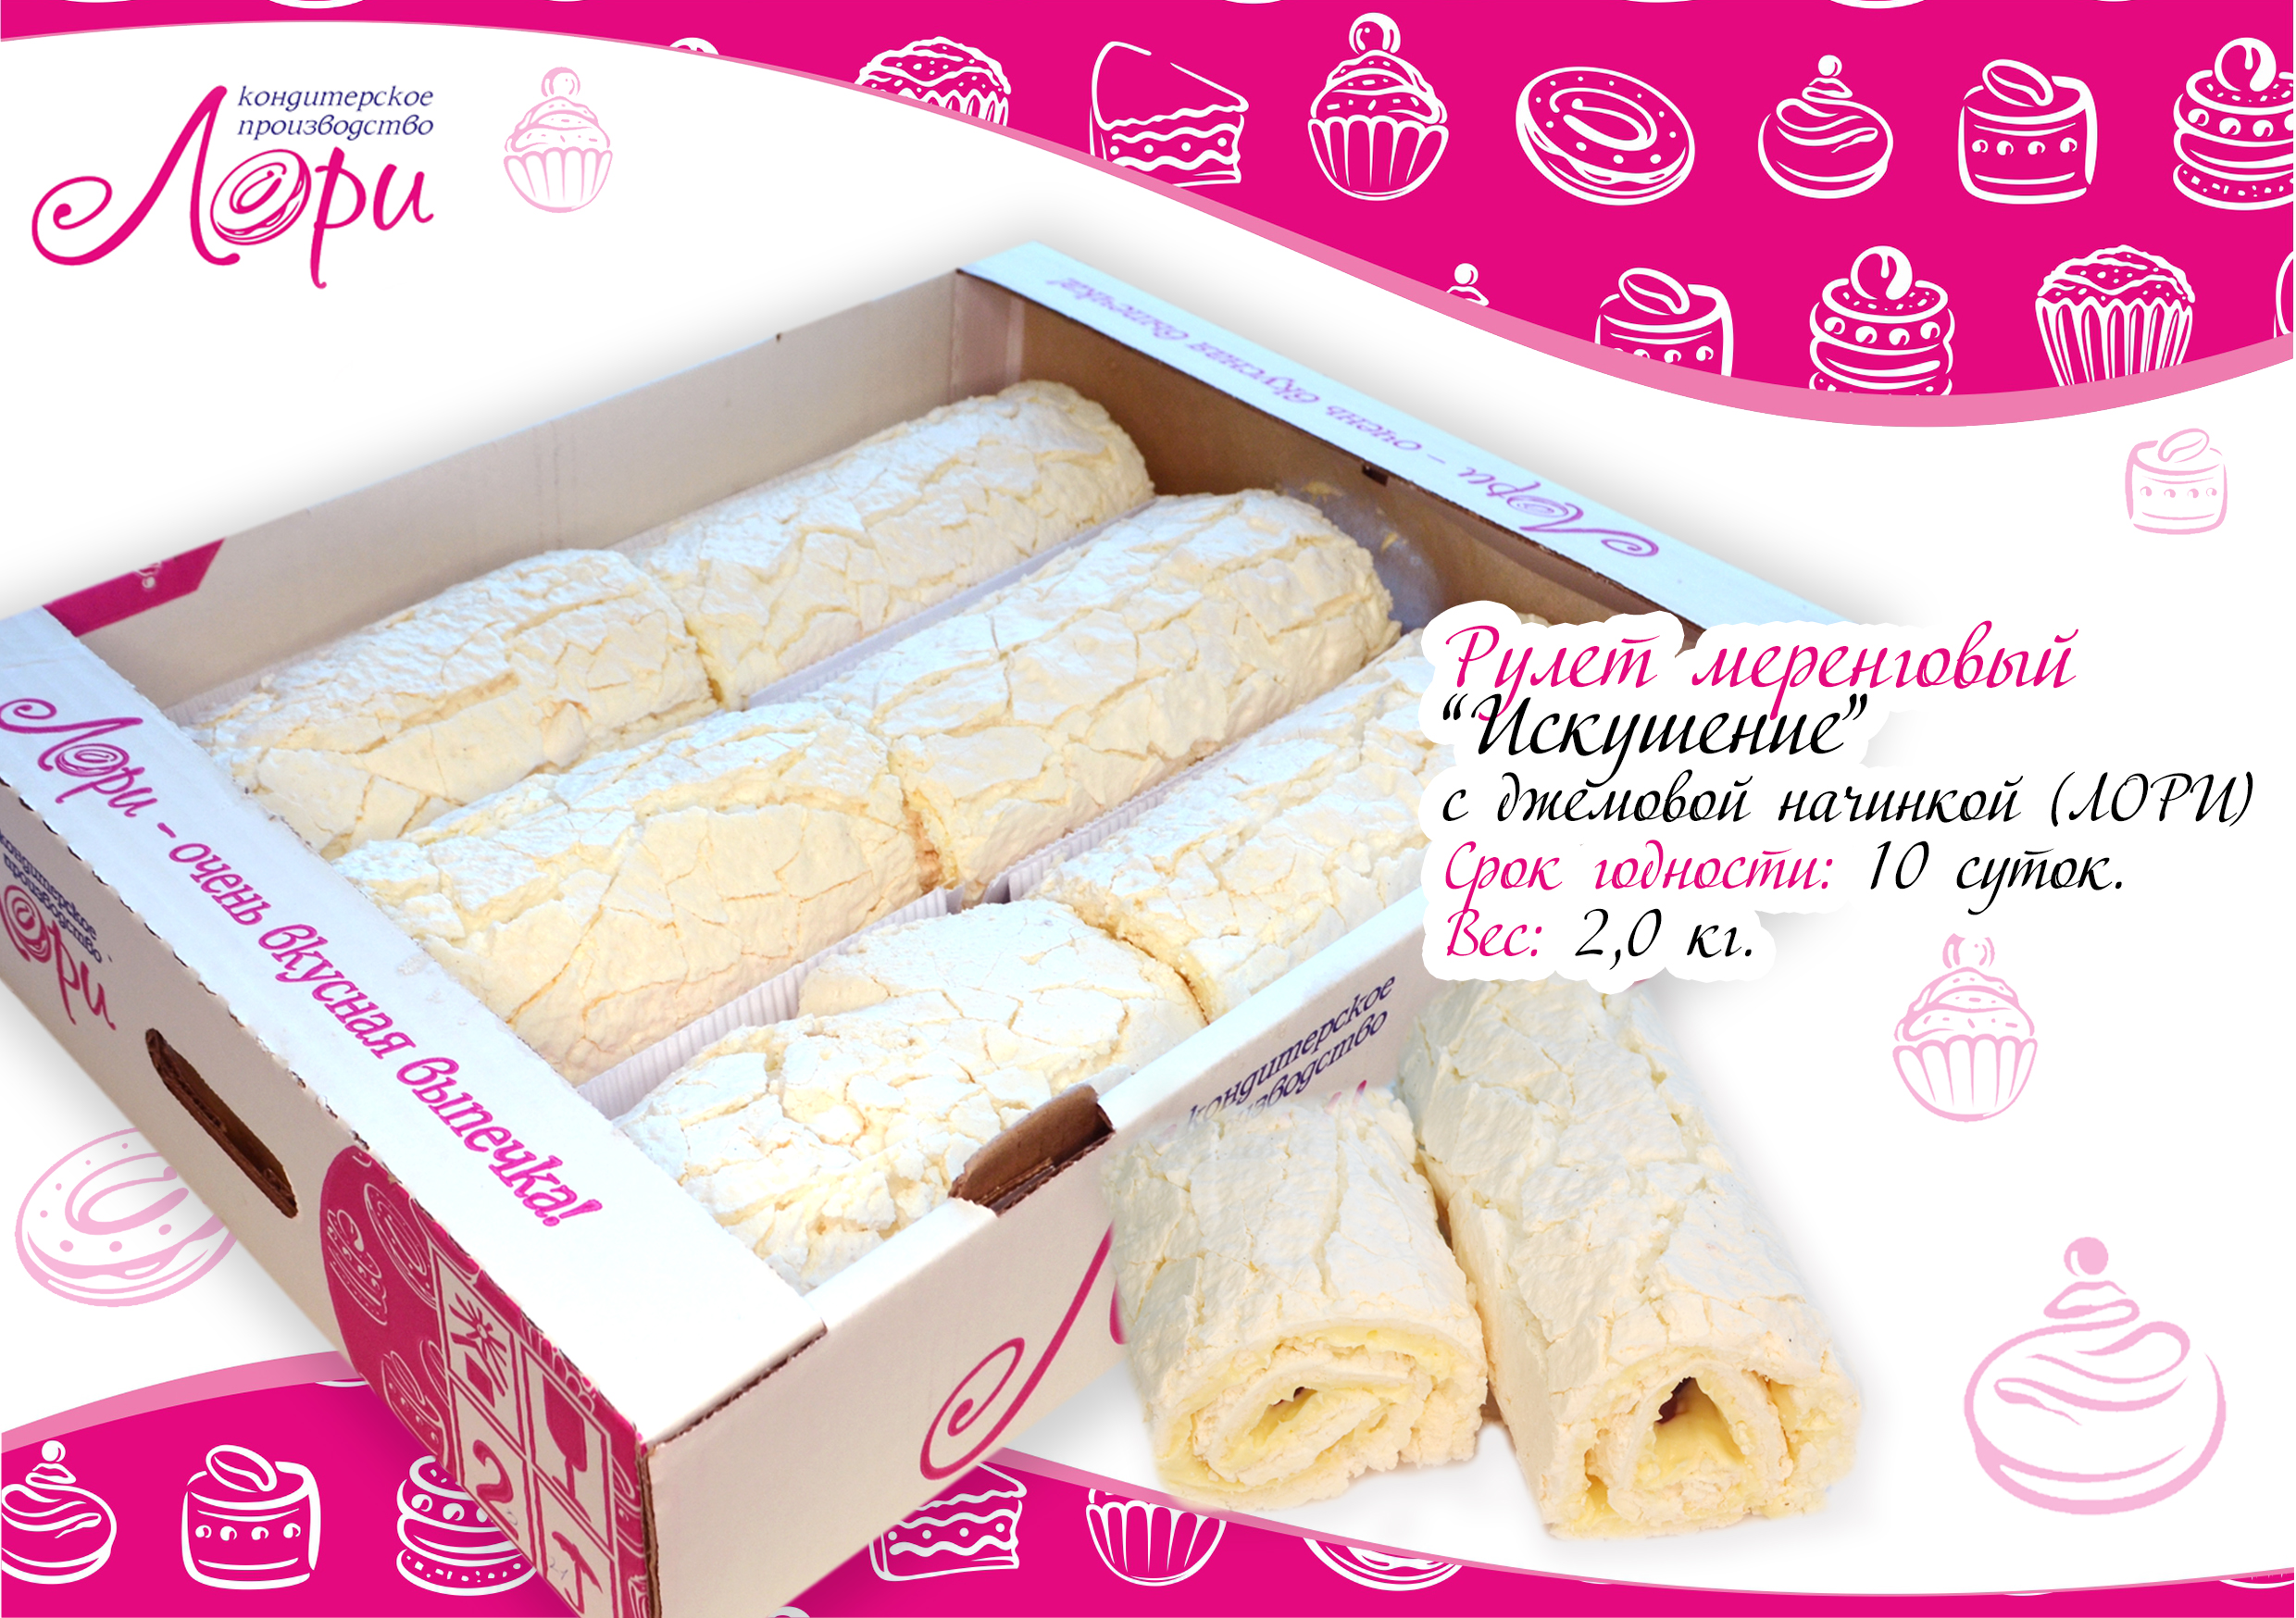 кондитерское
производство
Лори
Лори - очень вкусная выпечка!
Рулет меренговый
“Искушение”
с джемовой начинкой (ЛОРИ)
Срок годности: 10 суток.
Вес: 2,0 кг.
Лори - очень вкусная выпечка!
кондитерское
производство
Лори
кондитерское
2